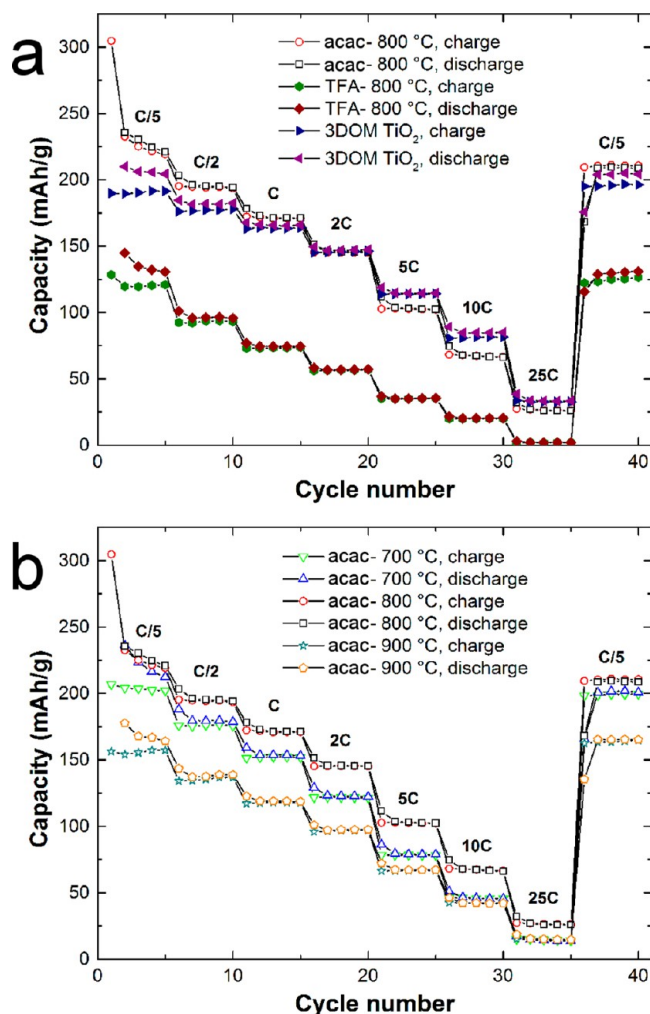 a
acac- 800 °C, charge
acac- 800 °C, discharge
TFA- 800 °C, charge
TFA- 800 °C, discharge
3DOM TiO₂, charge
3DOM TiO₂, discharge
C/5
C/2
C
2C
5C
10C
25C
C/5
Capacity (mAh/g)
300
250
200
150
100
50
0
0 10 20 30 40
Cycle number
b
acac- 700 °C, charge
acac- 700 °C, discharge
acac- 800 °C, charge
acac- 800 °C, discharge
acac- 900 °C, charge
acac- 900 °C, discharge
C/5
C/2
C
2C
5C
10C
25C
C/5
Capacity (mAh/g)
300
250
200
150
100
50
0
0 10 20 30 40
Cycle number